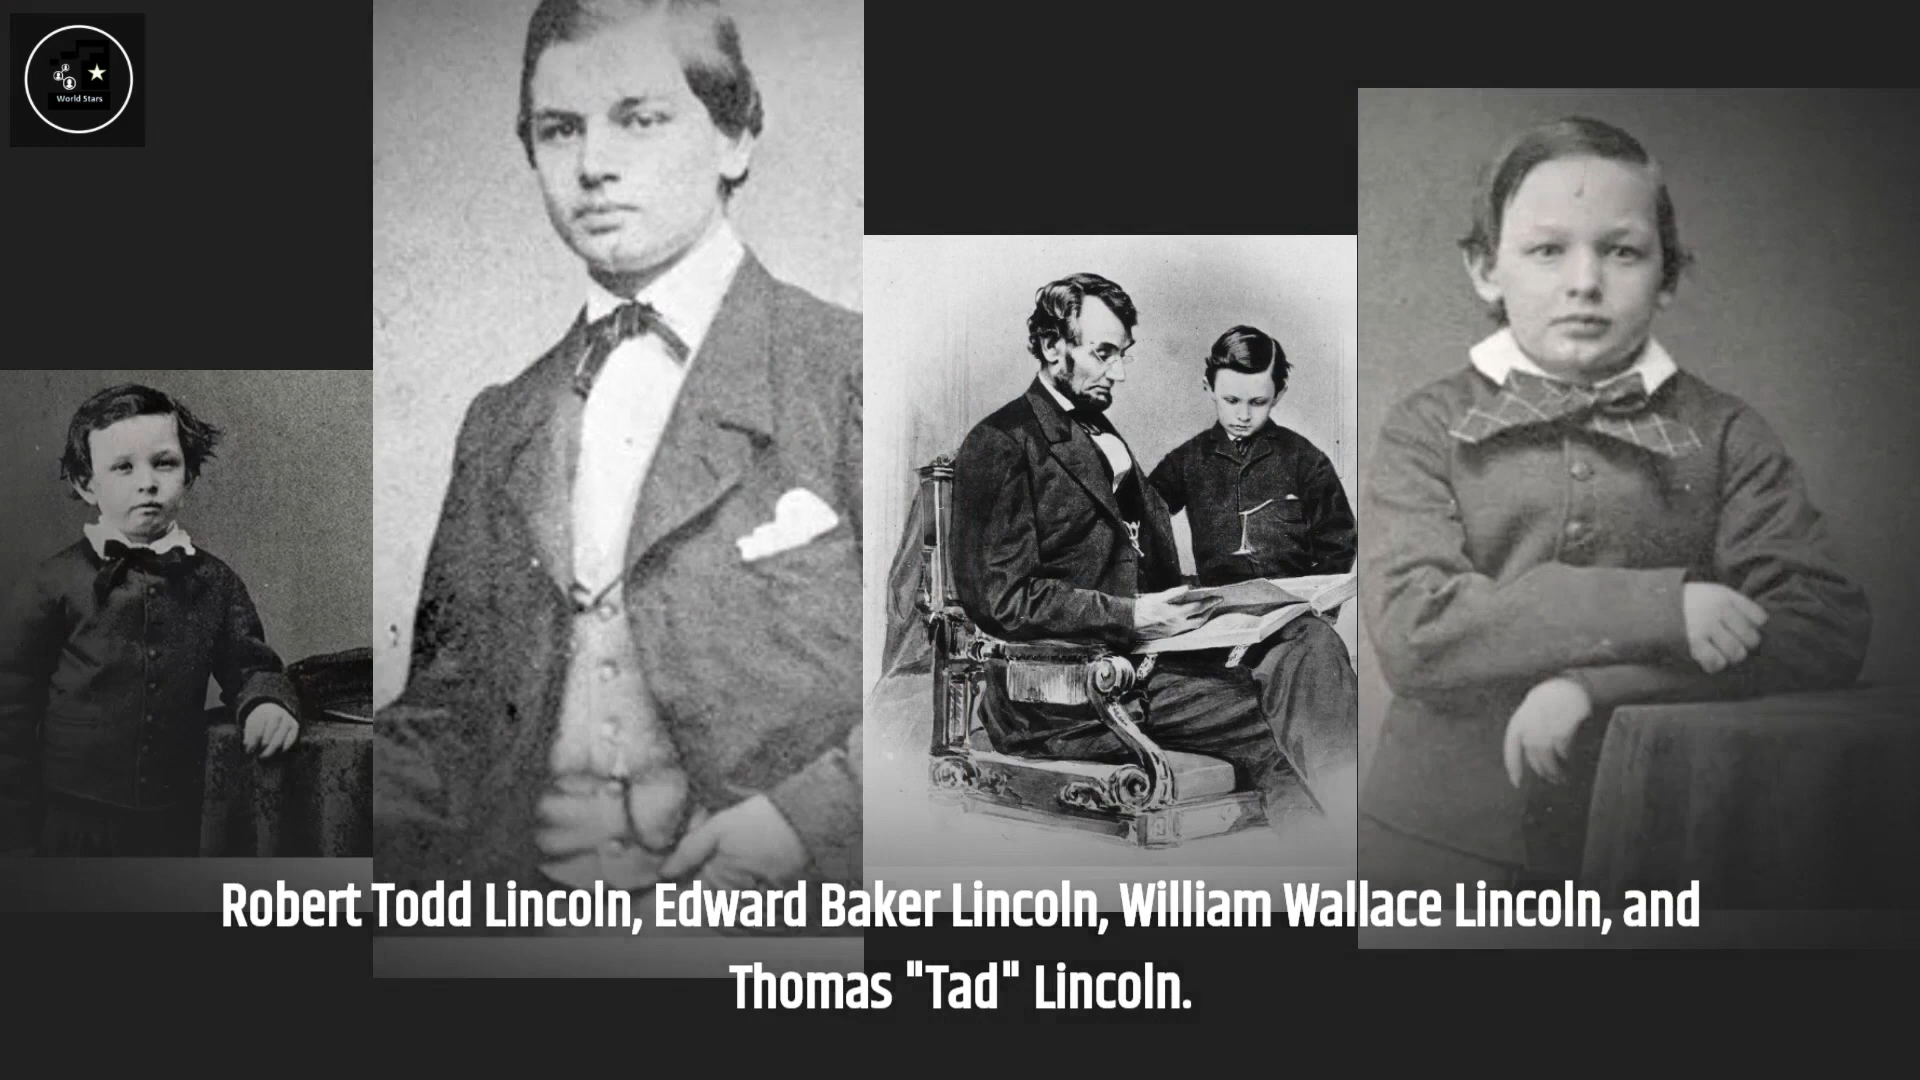 World Stars
Robert Todd Lincoln, Edward Baker Lincoln, William Wallace Lincoln, and
Thomas "Tad" Lincoln.